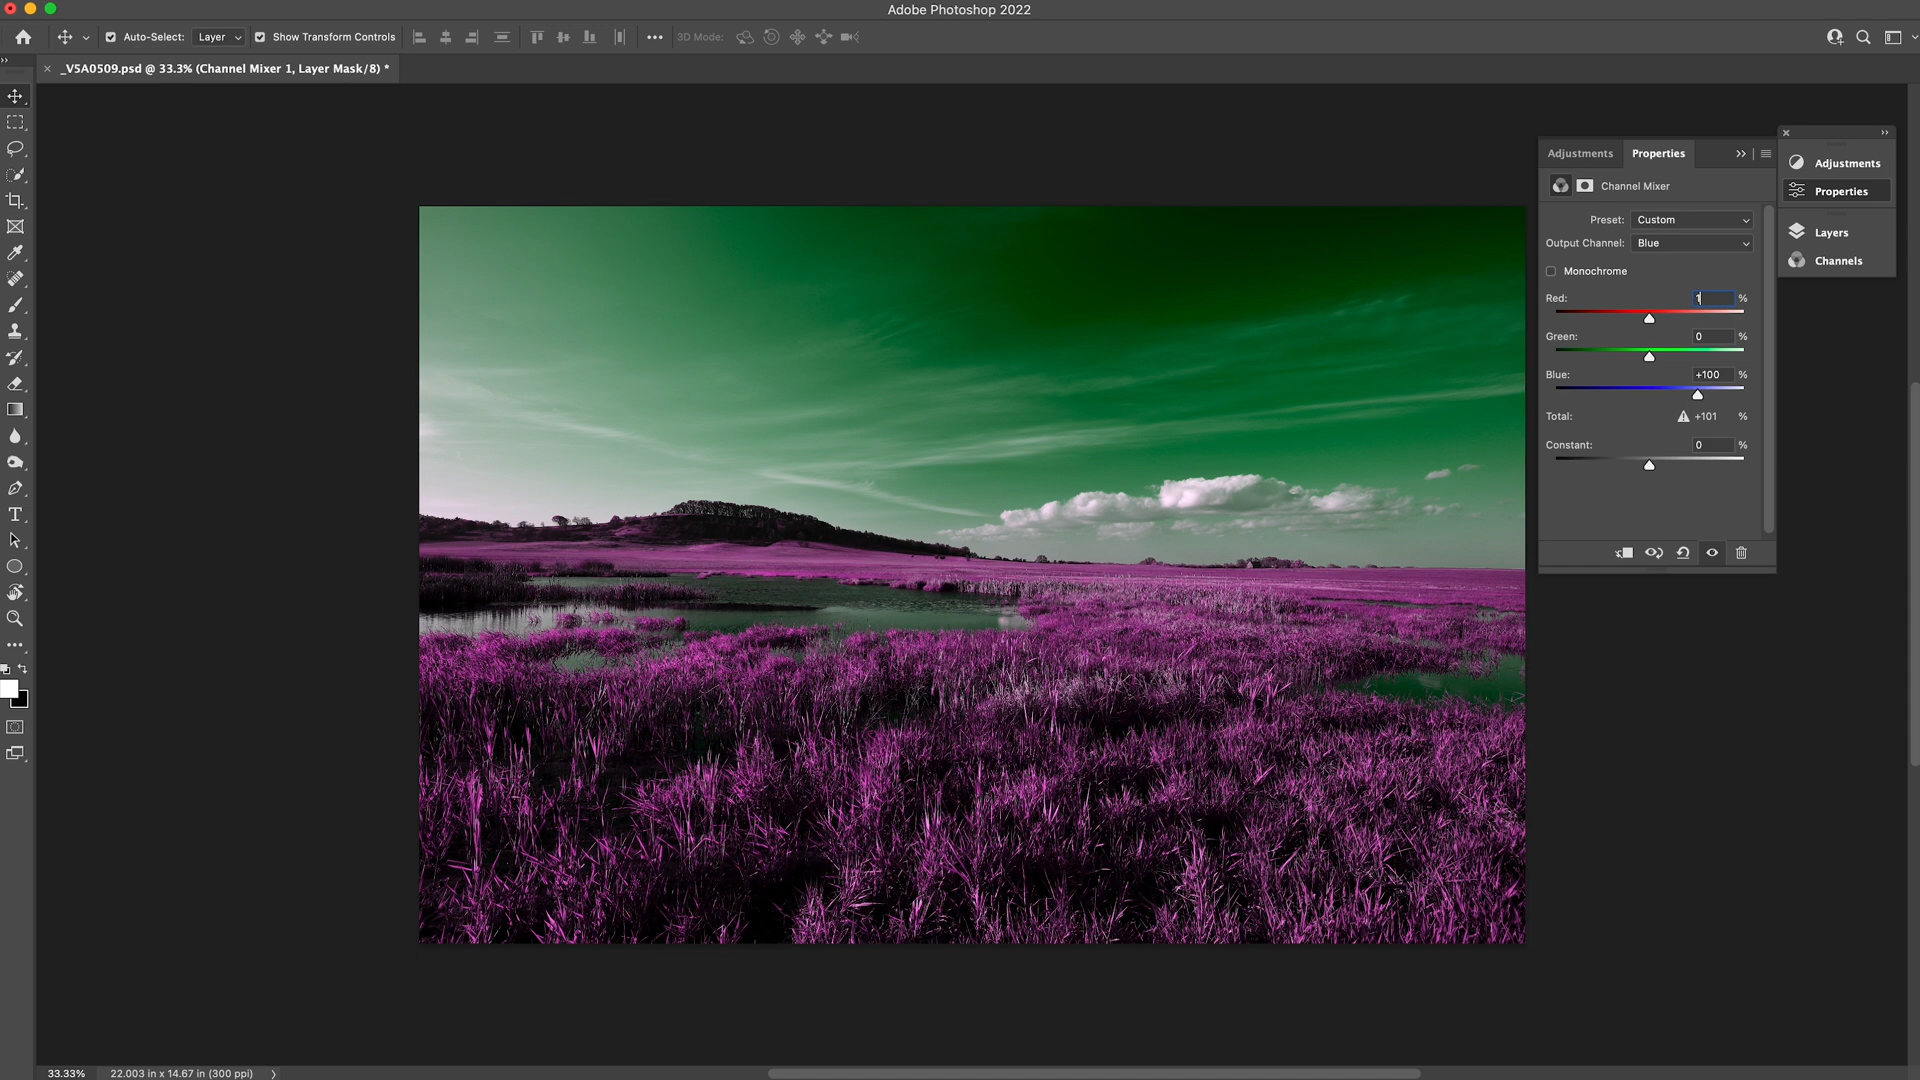 Adobe Photoshop 2022
Auto-Select: Layer Show Transform Controls 3D Mode:
_V5A0509.psd @ 33.3% (Channel Mixer 1, Layer Mask/8) *
Adjustments Properties
Channel Mixer
Preset: Custom
Output Channel: Blue
Monochrome
Red: 1 %
Green: 0 %
Blue: +100 %
Total: +101 %
Constant: 0 %
Adjustments
Properties
Layers
Channels
33.33% 22.003 in x 14.67 in (300 ppi)